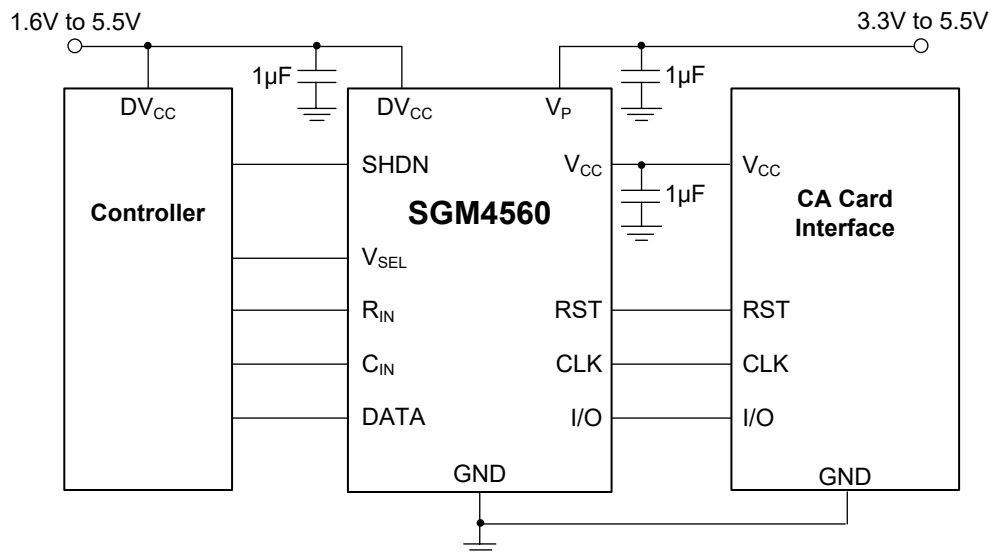 1.6V to 5.5V
3.3V to 5.5V
1µF
1µF
DVCC
DVCC
VP
SHDN
VCC
VCC
1µF
Controller
SGM4560
CA Card
Interface
VSEL
RIN
RST
RST
CIN
CLK
CLK
DATA
I/O
I/O
GND
GND